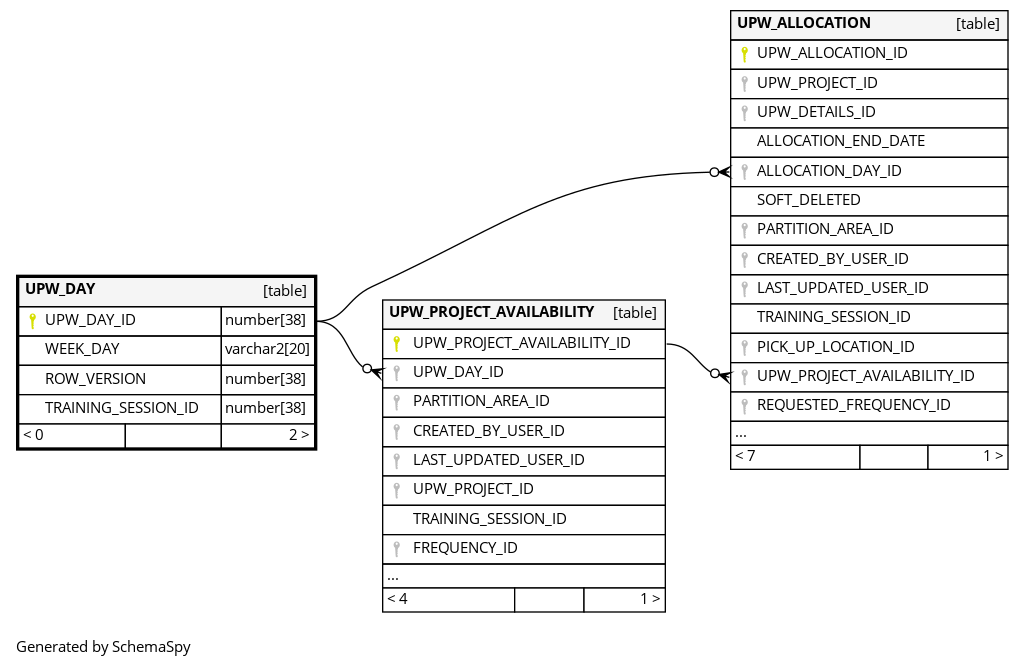 UPW_ALLOCATION [table]
UPW_ALLOCATION_ID
UPW_PROJECT_ID
UPW_DETAILS_ID
ALLOCATION_END_DATE
ALLOCATION_DAY_ID
SOFT_DELETED
PARTITION_AREA_ID
CREATED_BY_USER_ID
LAST_UPDATED_USER_ID
TRAINING_SESSION_ID
PICK_UP_LOCATION_ID
UPW_PROJECT_AVAILABILITY_ID
REQUESTED_FREQUENCY_ID
...
< 7 1 >
UPW_DAY [table]
UPW_DAY_ID number[38]
WEEK_DAY varchar2[20]
ROW_VERSION number[38]
TRAINING_SESSION_ID number[38]
< 0 2 >
UPW_PROJECT_AVAILABILITY [table]
UPW_PROJECT_AVAILABILITY_ID
UPW_DAY_ID
PARTITION_AREA_ID
CREATED_BY_USER_ID
LAST_UPDATED_USER_ID
UPW_PROJECT_ID
TRAINING_SESSION_ID
FREQUENCY_ID
...
< 4 1 >
Generated by SchemaSpy